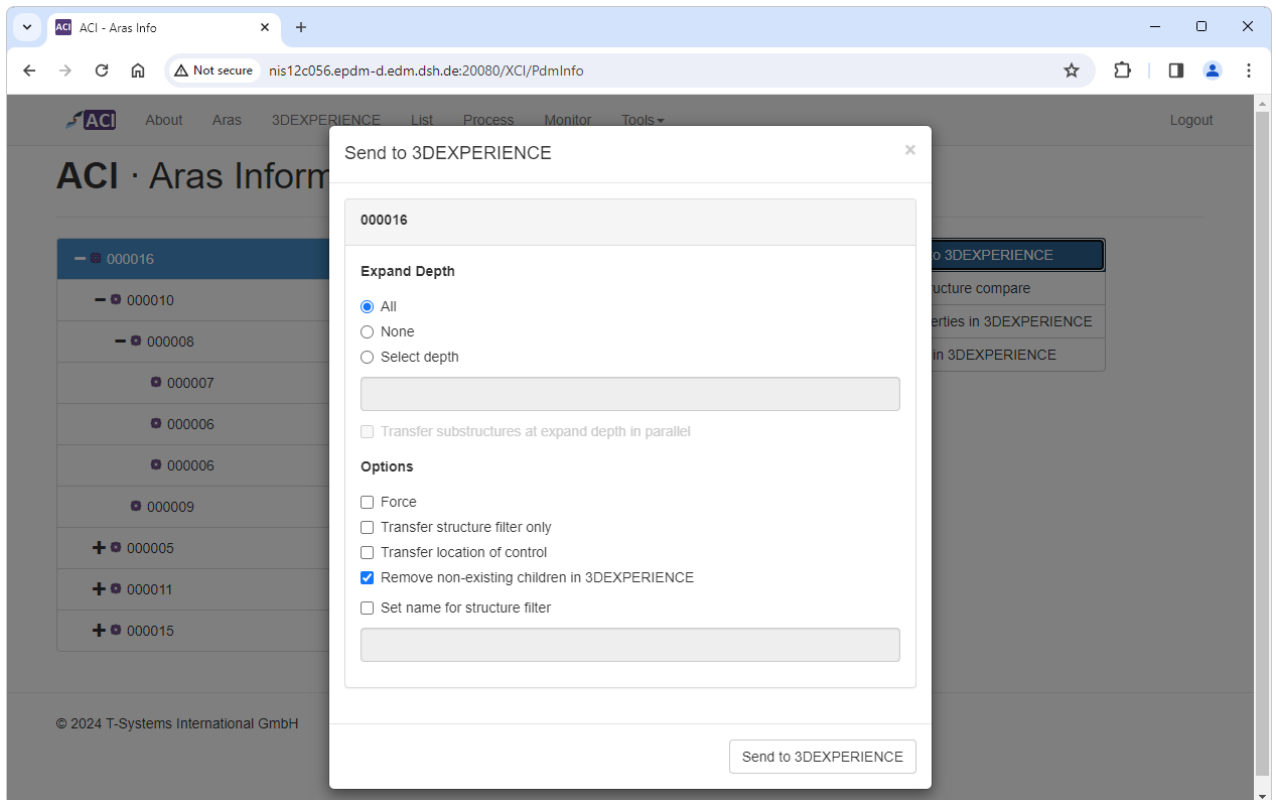 ACI ACI - Aras Info
Not secure nis12c056.epdm-d.edm.dsh.de:20080/XCI/PdmInfo
ACI About Aras 3DEXPERIENCE List Process Monitor Tools Logout
ACI · Aras Inform
Send to 3DEXPERIENCE ×
000016
Expand Depth
All
None
Select depth
Transfer substructures at expand depth in parallel
Options
Force
Transfer structure filter only
Transfer location of control
Remove non-existing children in 3DEXPERIENCE
Set name for structure filter
Send to 3DEXPERIENCE
000016
000010
000008
000007
000006
000006
000009
000005
000011
000015
o 3DEXPERIENCE
ucture compare
erties in 3DEXPERIENCE
in 3DEXPERIENCE
© 2024 T-Systems International GmbH